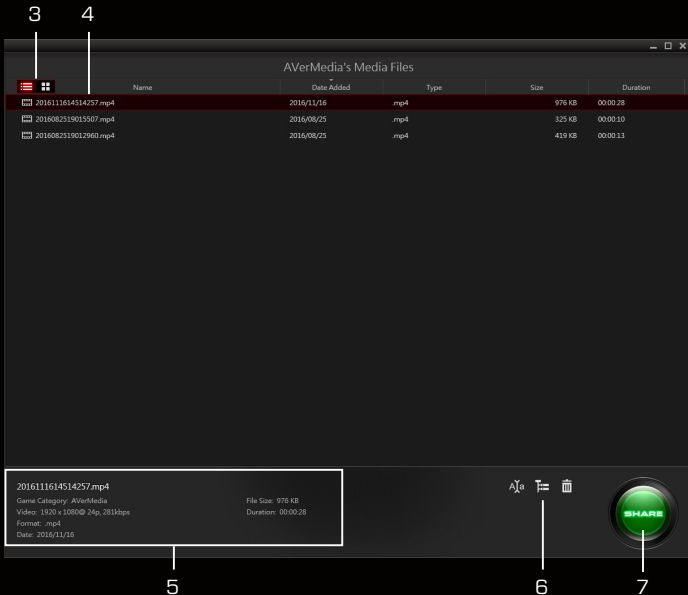 3 4
AVerMedia's Media Files
Name Date Added Type Size Duration
2016111614514257.mp4 2016/11/16 .mp4 976 KB 00:00:28
2016082519015507.mp4 2016/08/25 .mp4 325 KB 00:00:10
2016082519012960.mp4 2016/08/25 .mp4 419 KB 00:00:13
2016111614514257.mp4
Game Category: AVerMedia File Size: 976 KB
Video: 1920 x 1080@ 24p, 281kbps Duration: 00:00:28
Format: .mp4
Date: 2016/11/16
A a
SHARE
5 6 7